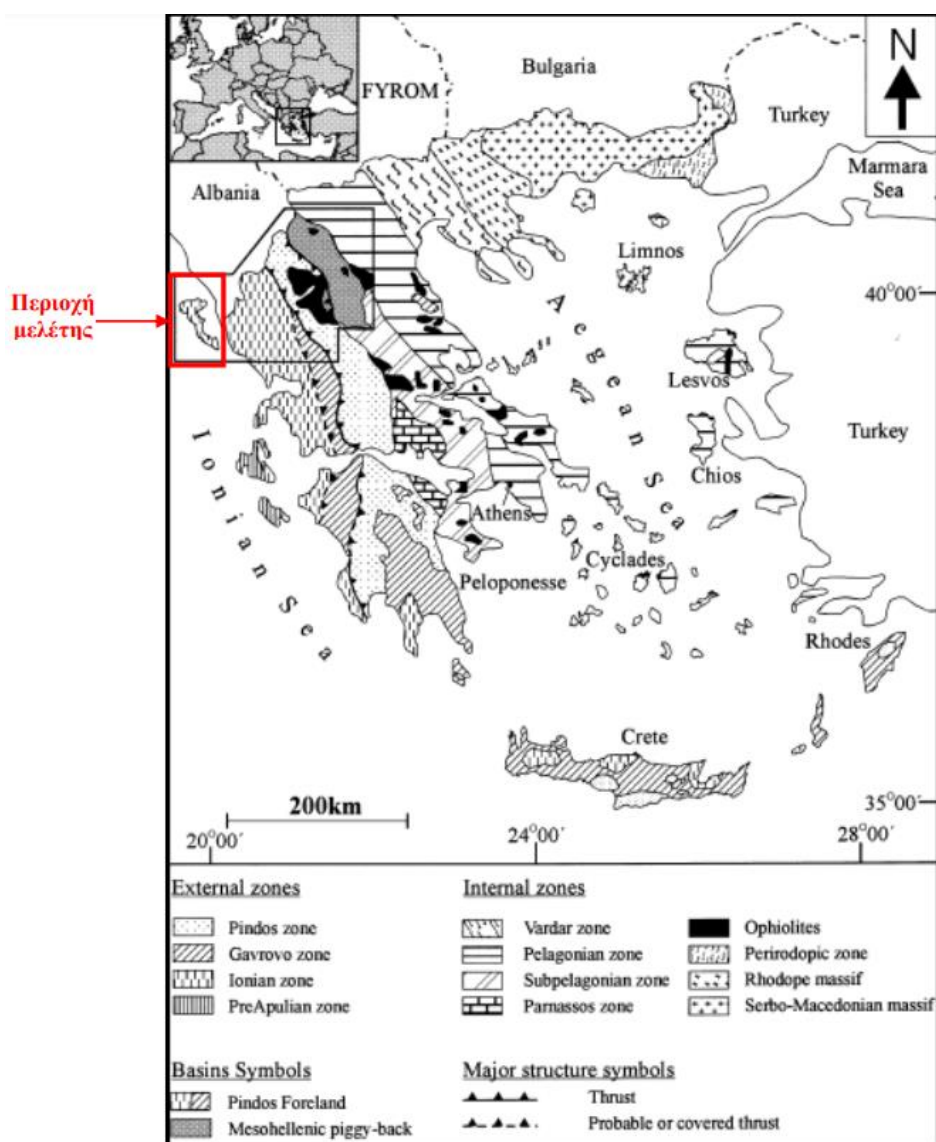 N
Bulgaria
FYROM
Turkey
Marmara
Sea
Albania
Limnos
40°00´
Περιοχή
μελέτης
Aegean Sea
Lesvos
Turkey
Ionian Sea
Chios
Athens
Cyclades
Peloponesse
Rhodes
Crete
200km
35°00´
20°00´
24°00´
28°00´
External zones
Pindos zone
Gavrovo zone
Ionian zone
PreApulian zone
Internal zones
Vardar zone
Pelagonian zone
Subpelagonian zone
Parnassos zone
Ophiolites
Perirodopic zone
Rhodope massif
Serbo-Macedonian massif
Basins Symbols
Pindos Foreland
Mesohellenic piggy-back
Major structure symbols
Thrust
Probable or covered thrust